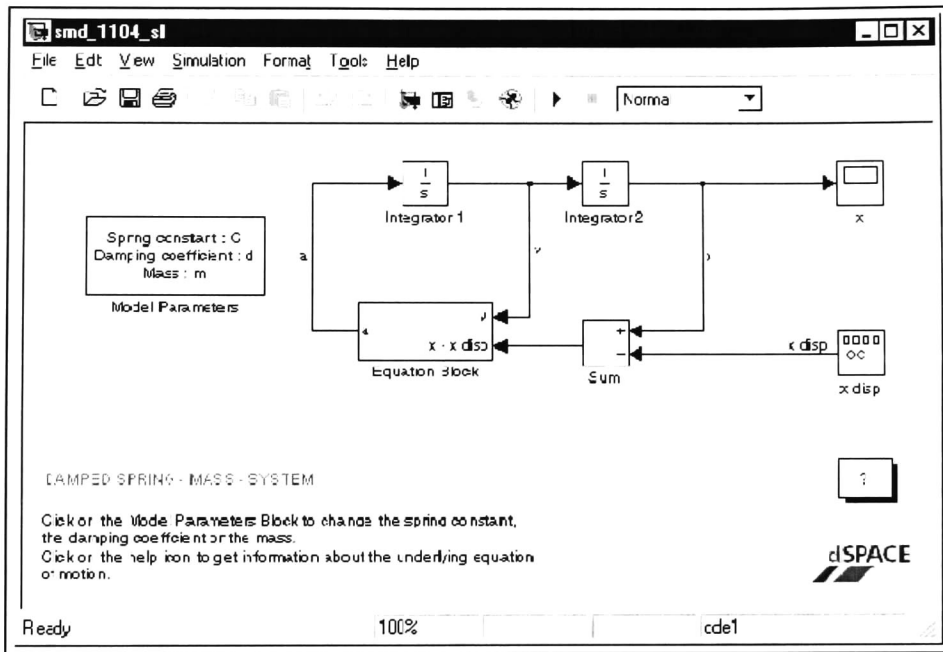 smd_1104_sl
File Edit View Simulation Format Tools Help
Norma
1
s
Integrator 1
1
s
Integrator2
x
Spring constant : C
Damping coefficient : d
Mass : m
Model Parameters
a
v
x - x disp
Equation Block
+
−
Sum
x disp
x disp
DAMPED SPRING - MASS - SYSTEM
Click on the Model Parameters Block to change the spring constant,
the damping coefficient or the mass.
Click on the help icon to get information about the underlying equation
of motion.
?
dSPACE
Ready 100% ode1